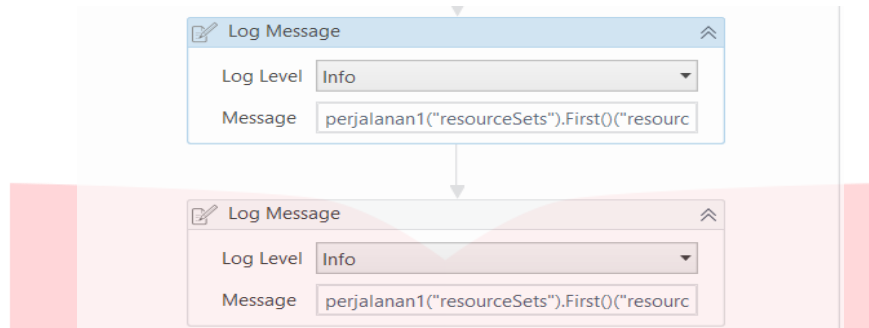 Log Message
Log Level Info
Message perjalanan1("resourceSets").First()("resourc
Log Message
Log Level Info
Message perjalanan1("resourceSets").First()("resourc